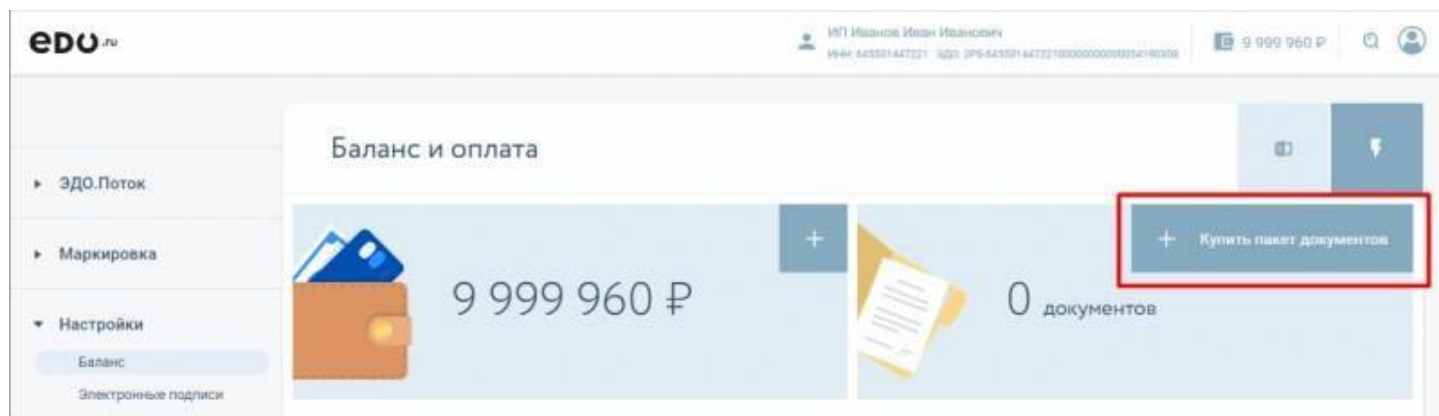 edo.ru
ИП Иванов Иван Иванович
9 999 960 ₽
Баланс и оплата
ЭДО.Поток
Маркировка
Настройки
Баланс
Электронные подписи
9 999 960 ₽
0 документов
Купить пакет документов